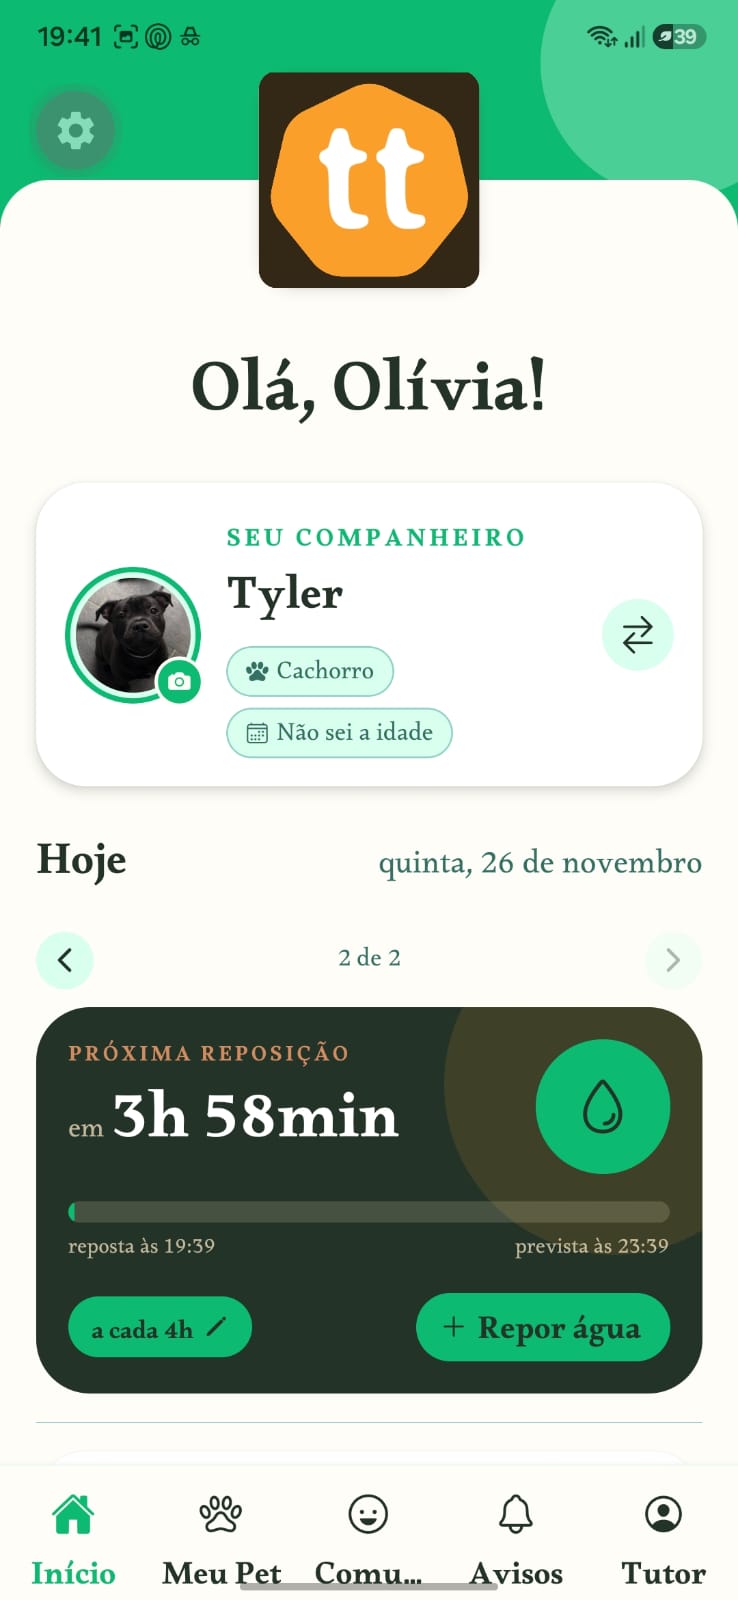 19:41
39
tt
Olá, Olívia!
SEU COMPANHEIRO
Tyler
Cachorro
Não sei a idade
Hoje
quinta, 26 de novembro
2 de 2
PRÓXIMA REPOSIÇÃO
em 3h 58min
reposta às 19:39
prevista às 23:39
a cada 4h
+ Repor água
Início
Meu Pet
Comu...
Avisos
Tutor